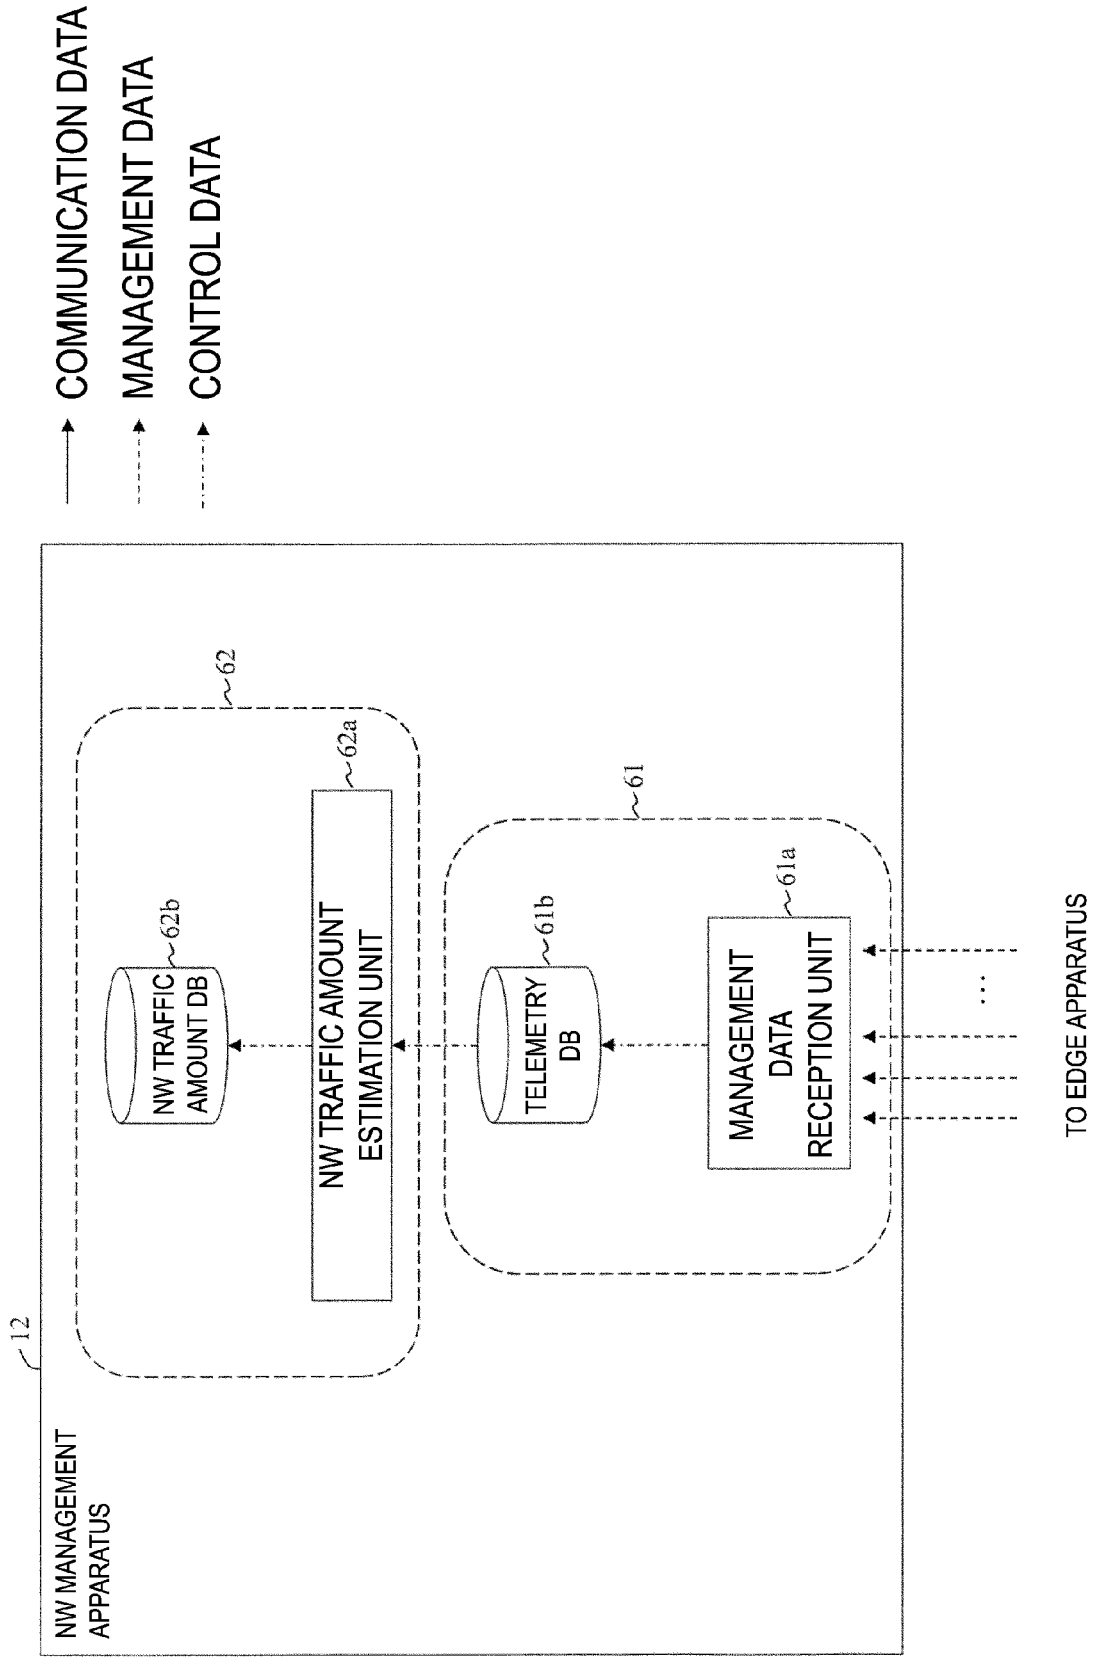 COMMUNICATION DATA
MANAGEMENT DATA
CONTROL DATA
12
NW MANAGEMENT
APPARATUS
62
NW TRAFFIC
AMOUNT DB
62b
NW TRAFFIC AMOUNT
ESTIMATION UNIT
62a
61
TELEMETRY
DB
61b
MANAGEMENT
DATA
RECEPTION UNIT
61a
...
TO EDGE APPARATUS